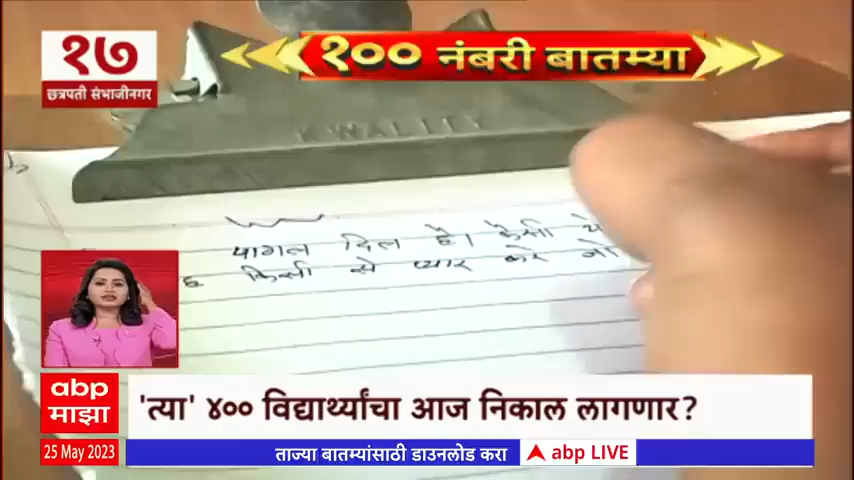 १७
छत्रपती संभाजीनगर
१०० नंबरी बातम्या
KWALITY
पागल दिल है। कैसी ये
किसी से प्यार करे जो
abp
माझा
'त्या' ४०० विद्यार्थ्यांचा आज निकाल लागणार?
25 May 2023
ताज्या बातम्यांसाठी डाउनलोड करा
abp LIVE